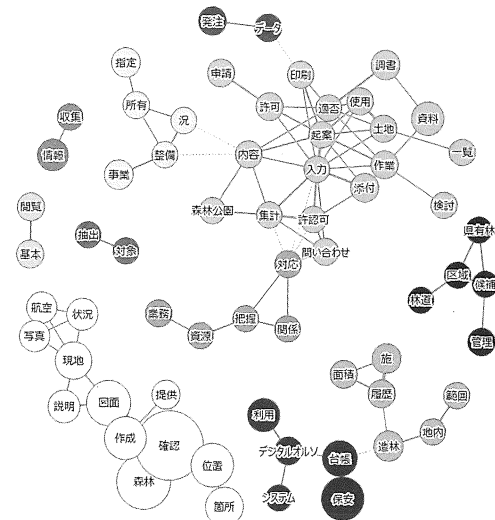 発注
データ
指定
申請
印刷
調書
所有
許可
適否
使用
収集
況
起案
土地
資料
情報
整備
内容
入力
作業
一覧
事業
添付
閲覧
森林公園
集計
許認可
検討
抽出
対象
基本
問い合わせ
県有林
対応
区域
候補
林道
航空
状況
業務
把握
写真
資源
関係
管理
現地
施
面積
提供
履歴
範囲
説明
図面
利用
地内
作成
確認
デジタルオルソ
台帳
造林
位置
森林
システム
保安
箇所